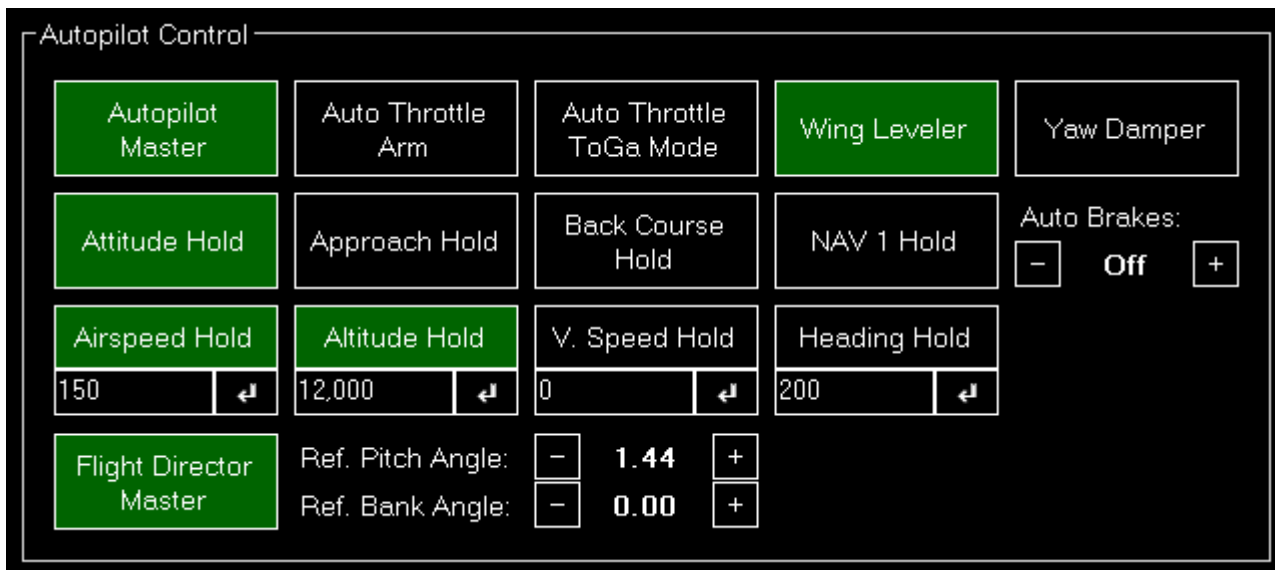 Autopilot Control
Autopilot
Master
Auto Throttle
Arm
Auto Throttle
ToGa Mode
Wing Leveler
Yaw Damper
Attitude Hold
Approach Hold
Back Course
Hold
NAV 1 Hold
Auto Brakes:
− Off +
Airspeed Hold
150
Altitude Hold
12,000
V. Speed Hold
0
Heading Hold
200
Flight Director
Master
Ref. Pitch Angle: − 1.44 +
Ref. Bank Angle: − 0.00 +